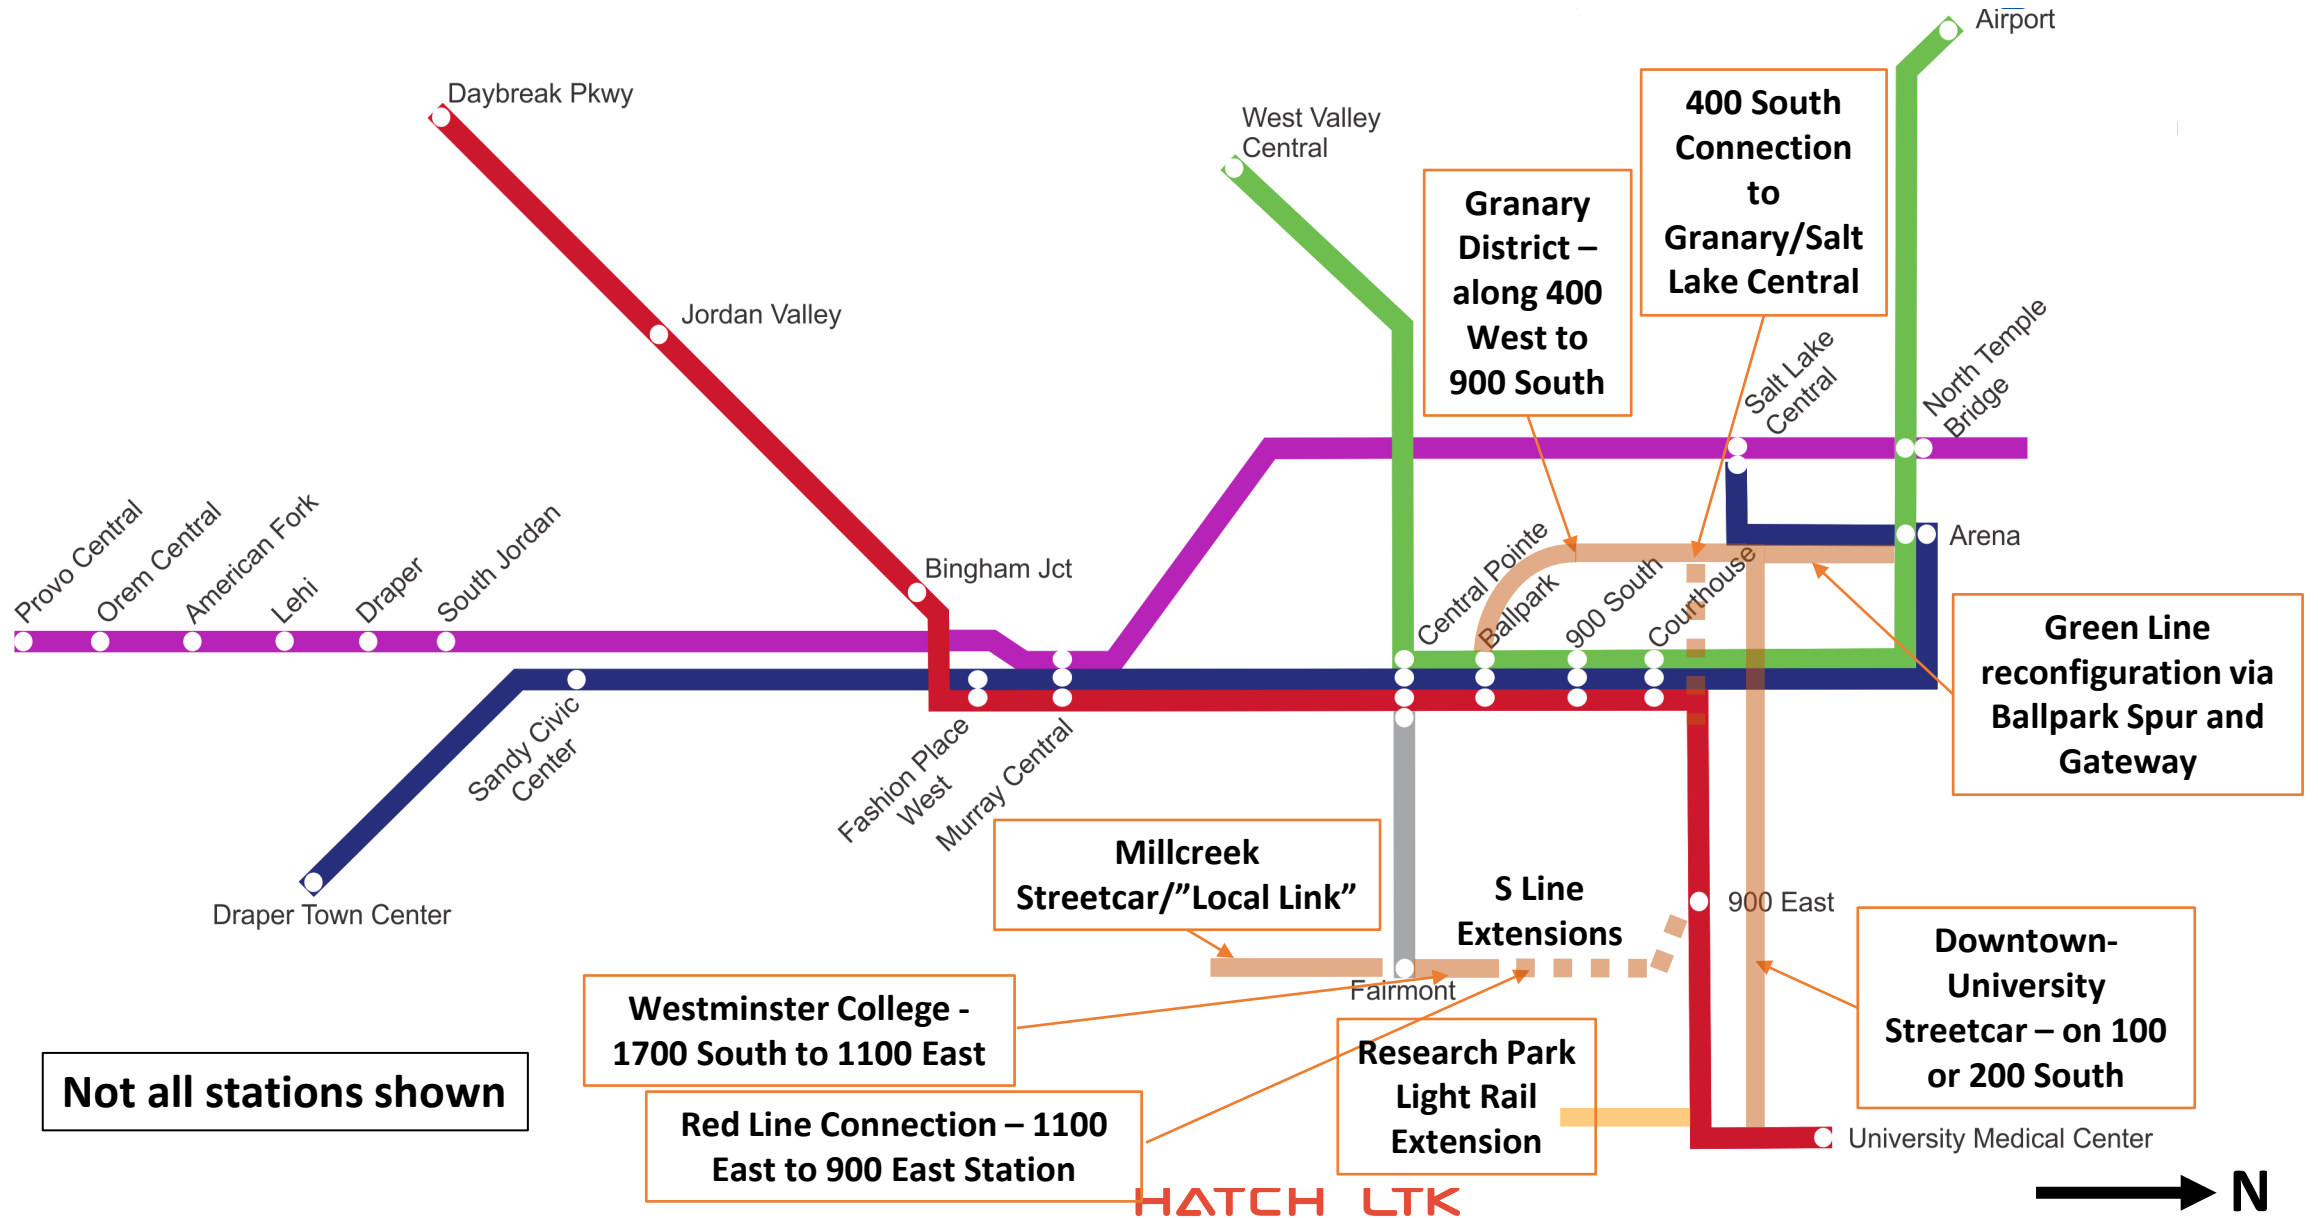 Airport
Daybreak Pkwy
West Valley
Central
400 South
Connection
to
Granary/Salt
Lake Central
Granary
District –
along 400
West to
900 South
Jordan Valley
Salt Lake
Central
North Temple
Bridge
Provo Central
Orem Central
American Fork
Lehi
Draper
South Jordan
Bingham Jct
Central Pointe
Ballpark
900 South
Courthouse
Arena
Green Line
reconfiguration via
Ballpark Spur and
Gateway
Sandy Civic
Center
Fashion Place
West
Murray Central
Draper Town Center
Millcreek
Streetcar/”Local Link”
S Line
Extensions
900 East
Downtown-
University
Streetcar – on 100
or 200 South
Fairmont
Westminster College -
1700 South to 1100 East
Research Park
Light Rail
Extension
Not all stations shown
Red Line Connection – 1100
East to 900 East Station
University Medical Center
HATCH LTK
N